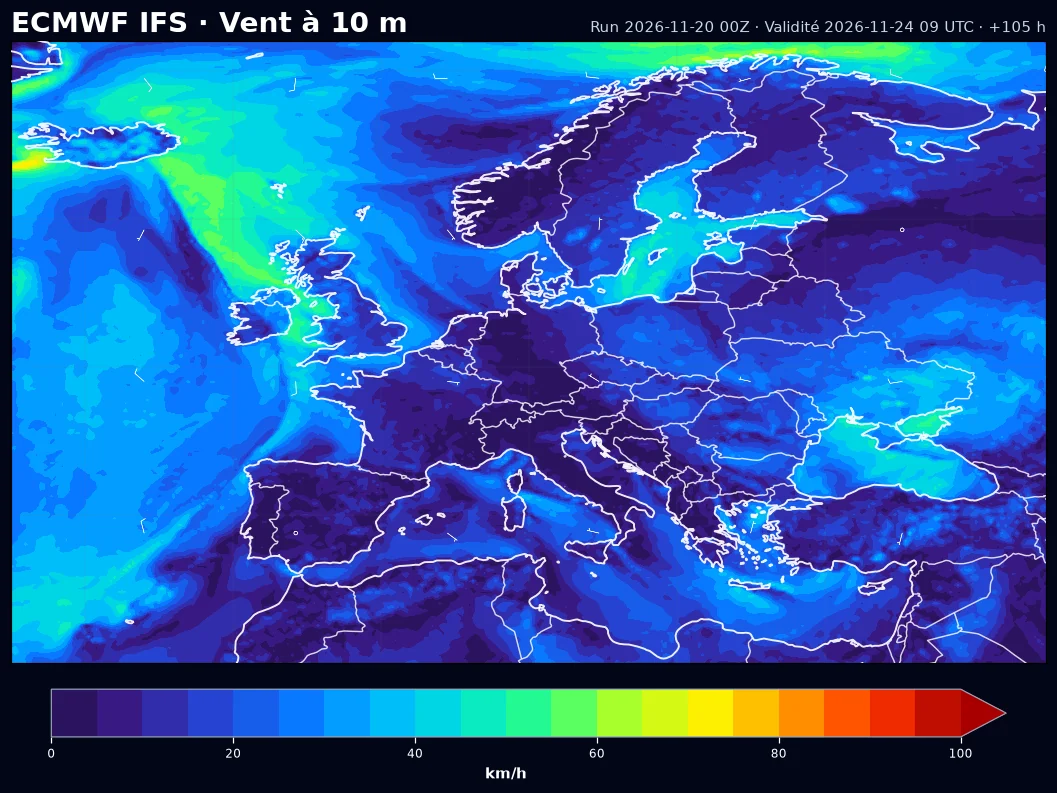 ECMWF IFS · Vent à 10 m
Run 2026-11-20 00Z · Validité 2026-11-24 09 UTC · +105 h
0 20 40 60 80 100
km/h